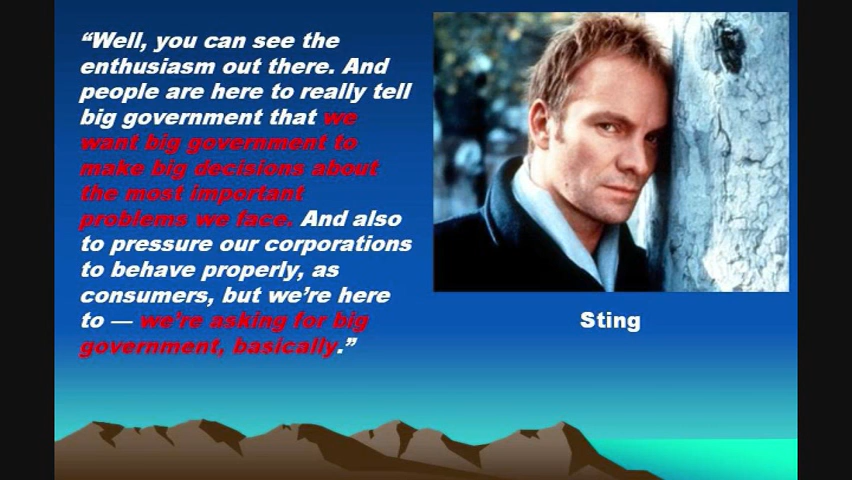 “Well, you can see the
enthusiasm out there. And
people are here to really tell
big government that we
want big government to
make big decisions about
the most important
problems we face. And also
to pressure our corporations
to behave properly, as
consumers, but we’re here
to — we’re asking for big
government, basically.”
Sting